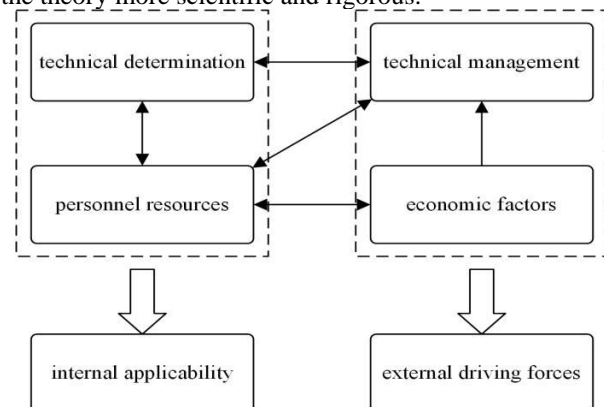 the theory more scientific and rigorous.
technical determination
technical management
personnel resources
economic factors
internal applicability
external driving forces